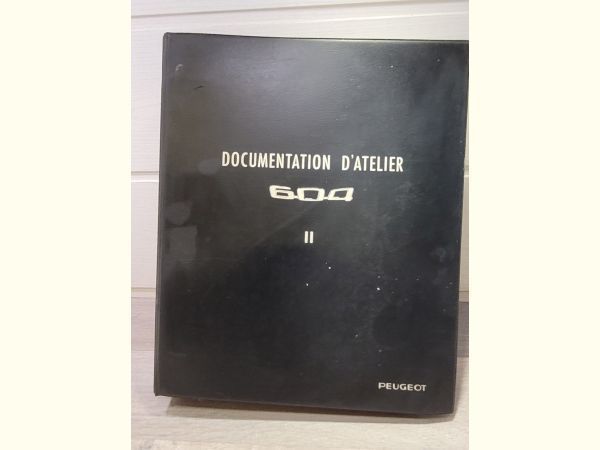 DOCUMENTATION D'ATELIER
604
II
PEUGEOT